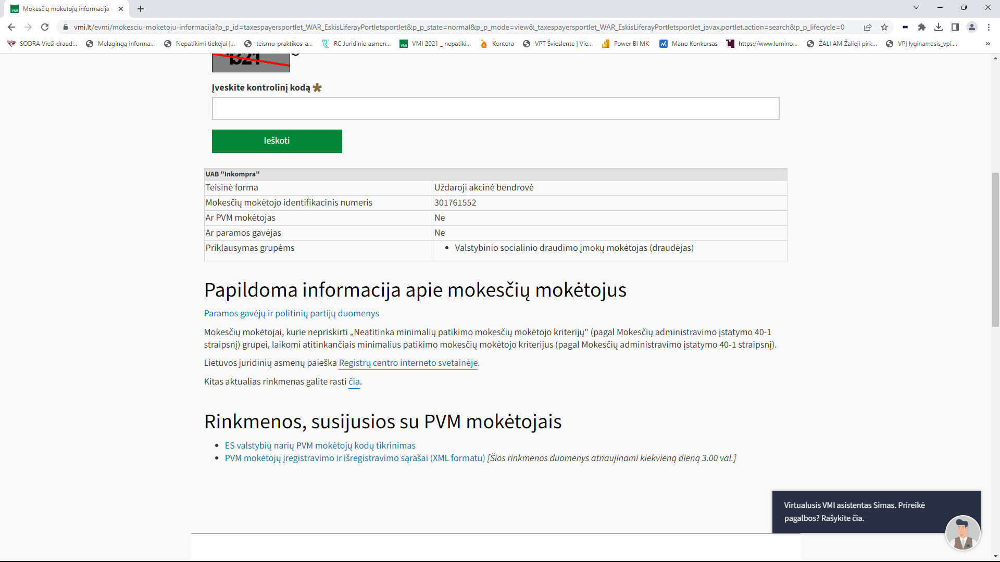 Mokesčių mokėtojų informacija -
vmi.lt/evmi/mokesciu-moketoju-informacija?p_p_id=taxespayersportlet_WAR_EskisLiferayPortletsportlet&p_p_state=normal&p_p_mode=view&_taxespayersportlet_WAR_EskisLiferayPortletsportlet_javax.portlet.action=search&p_p_lifecycle=0
SODRA Vieši draud... Melagingą informa... Nepatikimi tiekėjai |... teismu-praktikos-a... RC Juridinio asmen... VMI 2021 _ nepatiki... Kontora VPT Švieslentė | Vie... Power BI MK Mano Konkursas https://www.lumino... ŽALI AM Žalieji pirk... VPĮ lyginamasis_vpi....
Įveskite kontrolinį kodą
Ieškoti
UAB "Inkompra"
Teisinė forma Uždaroji akcinė bendrovė
Mokesčių mokėtojo identifikacinis numeris 301761552
Ar PVM mokėtojas Ne
Ar paramos gavėjas Ne
Priklausymas grupėms • Valstybinio socialinio draudimo įmokų mokėtojas (draudėjas)
Papildoma informacija apie mokesčių mokėtojus
Paramos gavėjų ir politinių partijų duomenys
Mokesčių mokėtojai, kurie nepriskirti „Neatitinka minimalių patikimo mokesčių mokėtojo kriterijų" (pagal Mokesčių administravimo įstatymo 40-1
straipsnį) grupei, laikomi atitinkančiais minimalius patikimo mokesčių mokėtojo kriterijus (pagal Mokesčių administravimo įstatymo 40-1 straipsnį).
Lietuvos juridinių asmenų paieška Registrų centro interneto svetainėje.
Kitas aktualias rinkmenas galite rasti čia.
Rinkmenos, susijusios su PVM mokėtojais
• ES valstybių narių PVM mokėtojų kodų tikrinimas
• PVM mokėtojų įregistravimo ir išregistravimo sąrašai (XML formatu) [Šios rinkmenos duomenys atnaujinami kiekvieną dieną 3.00 val.]
Virtualusis VMI asistentas Simas. Prireikė
pagalbos? Rašykite čia.